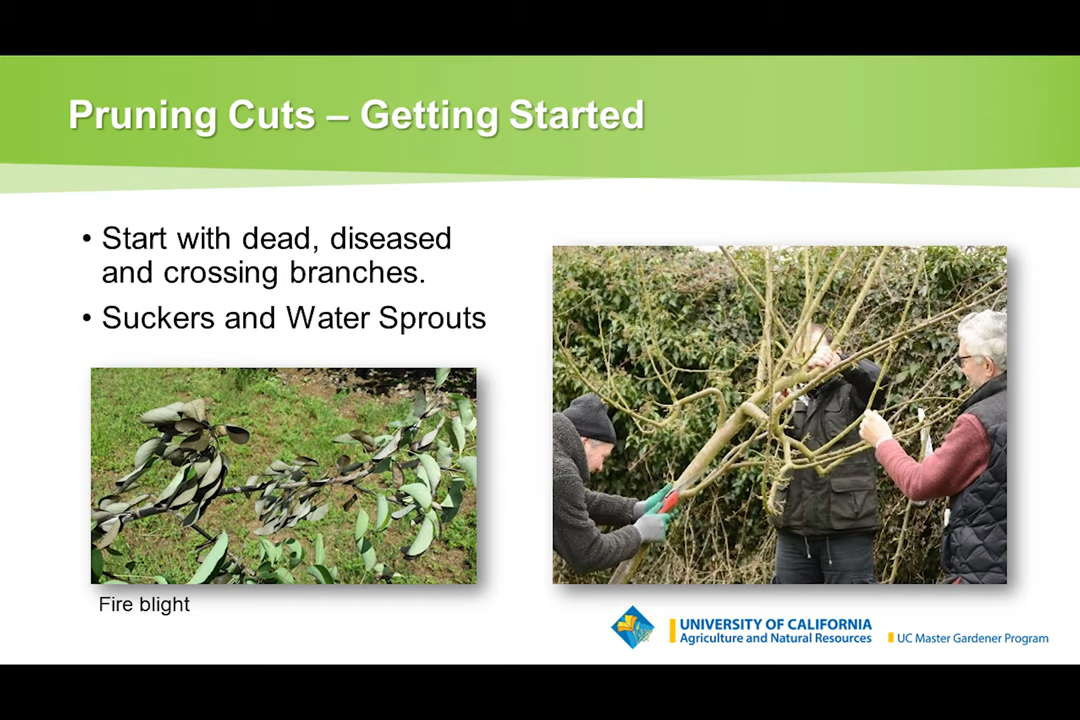 Pruning Cuts – Getting Started
• Start with dead, diseased
and crossing branches.
• Suckers and Water Sprouts
Fire blight
UNIVERSITY OF CALIFORNIA
Agriculture and Natural Resources
UC Master Gardener Program